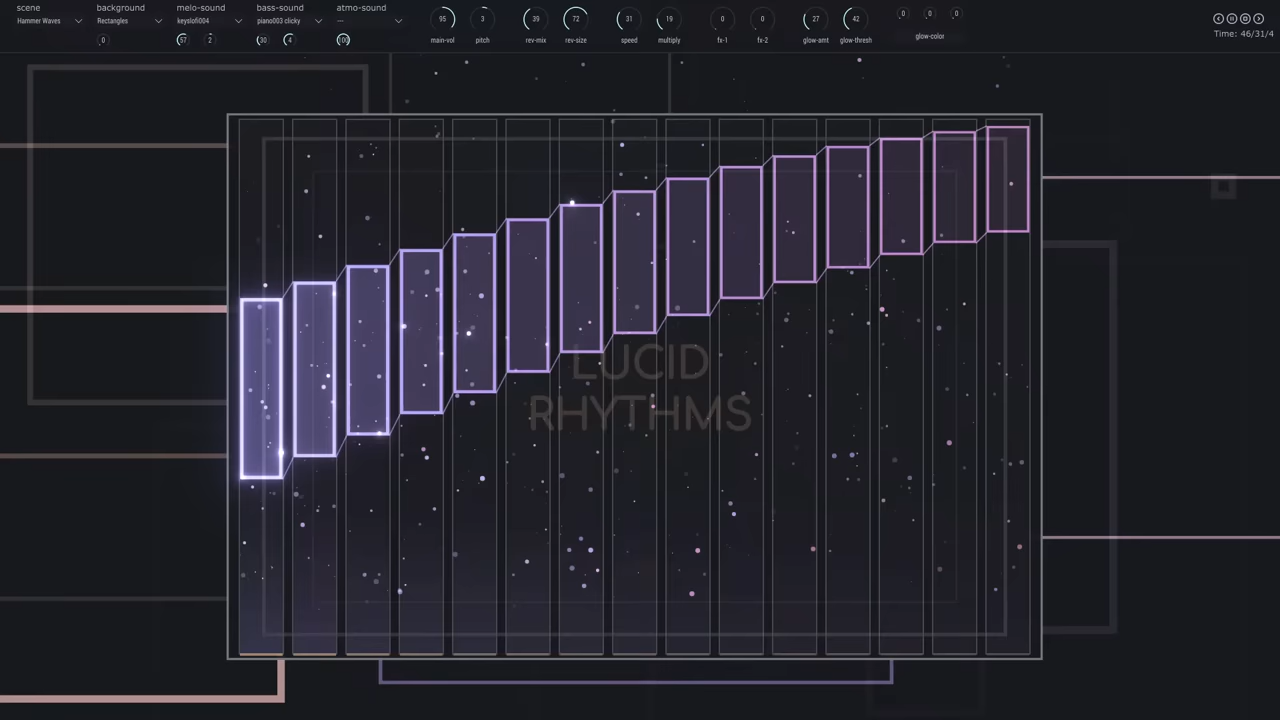 scene
background
melo-sound
bass-sound
atmo-sound
Hammer Waves
Rectangles
keyslofi004
piano003 clicky
---
0
57
2
30
4
100
95
3
39
72
31
19
0
0
27
42
0
0
0
main-vol
pitch
rev-mix
rev-size
speed
multiply
fx-1
fx-2
glow-amt
glow-thresh
glow-color
Time: 46/31/4
LUCID
RHYTHMS